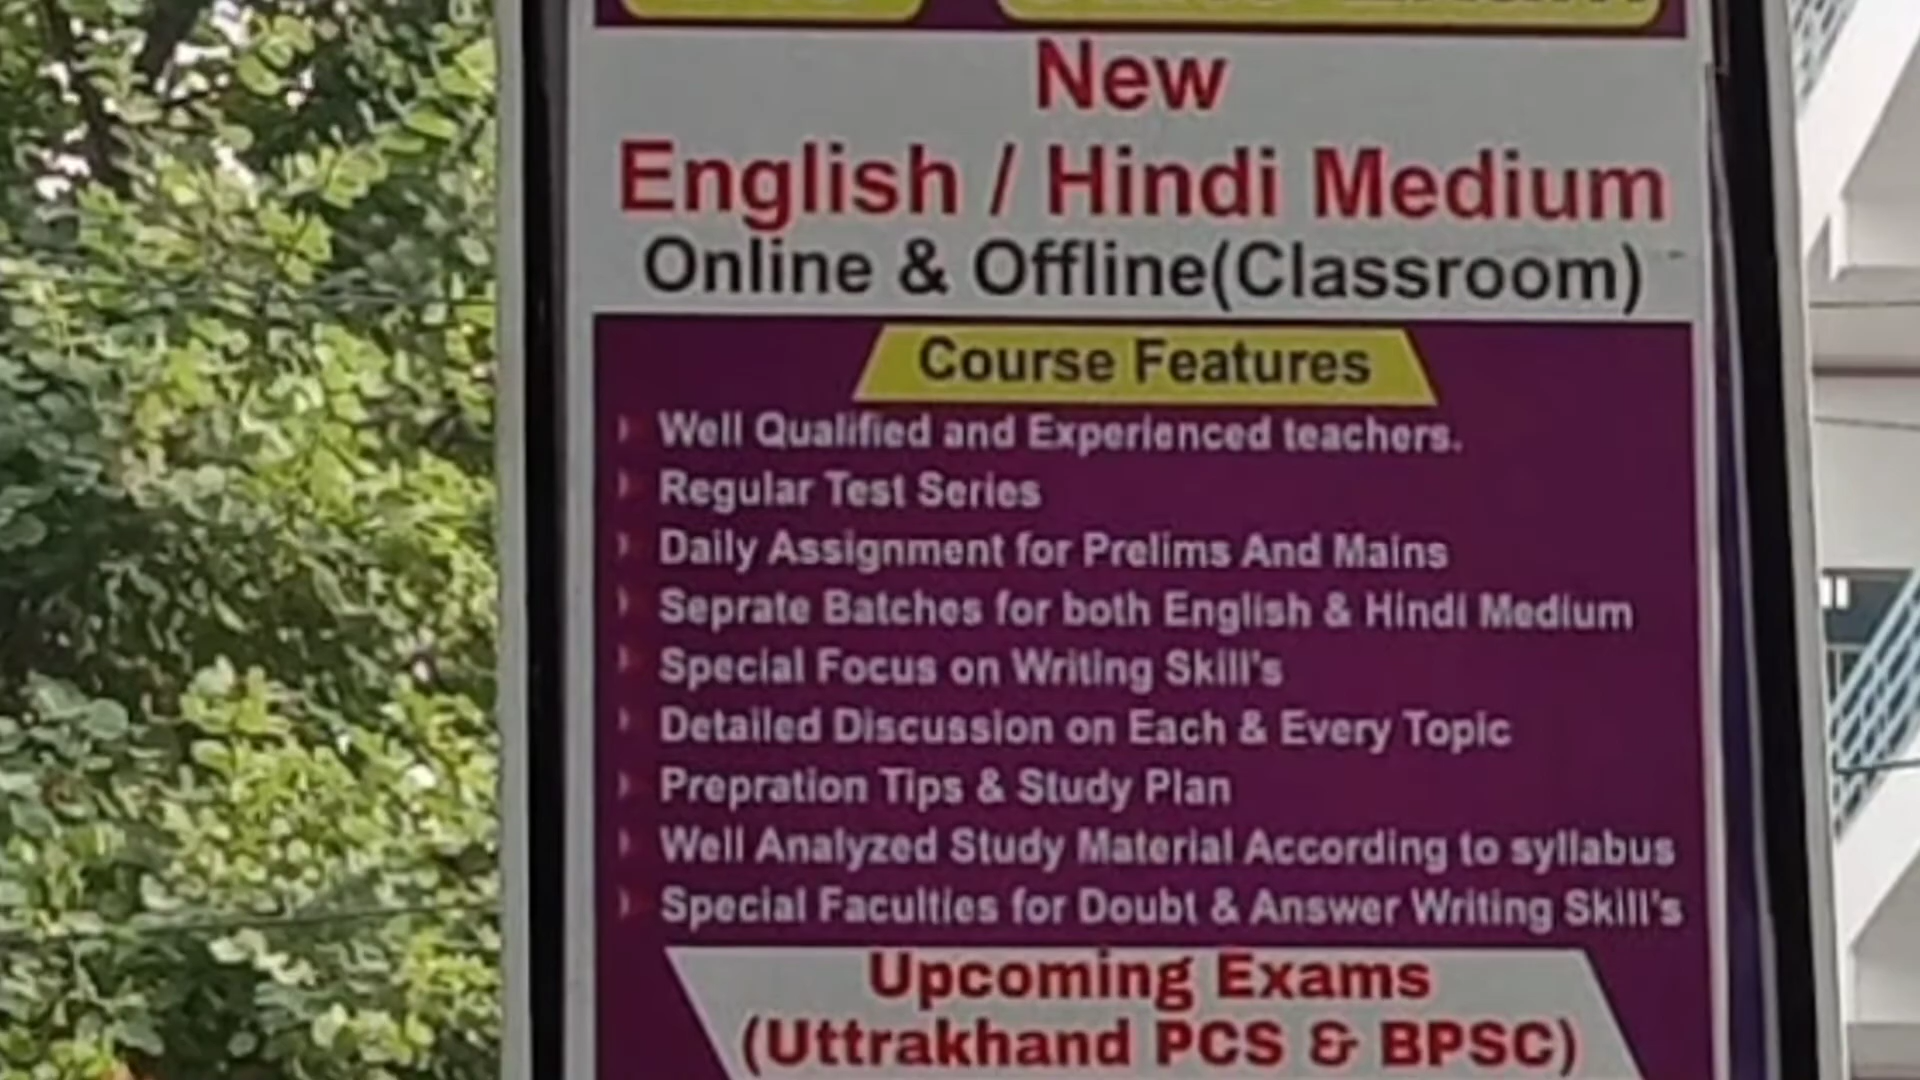 New
English / Hindi Medium
Online & Offline(Classroom)
Course Features
Well Qualified and Experienced teachers.
Regular Test Series
Daily Assignment for Prelims And Mains
Seprate Batches for both English & Hindi Medium
Special Focus on Writing Skill's
Detailed Discussion on Each & Every Topic
Prepration Tips & Study Plan
Well Analyzed Study Material According to syllabus
Special Faculties for Doubt & Answer Writing Skill's
Upcoming Exams
(Uttrakhand PCS & BPSC)